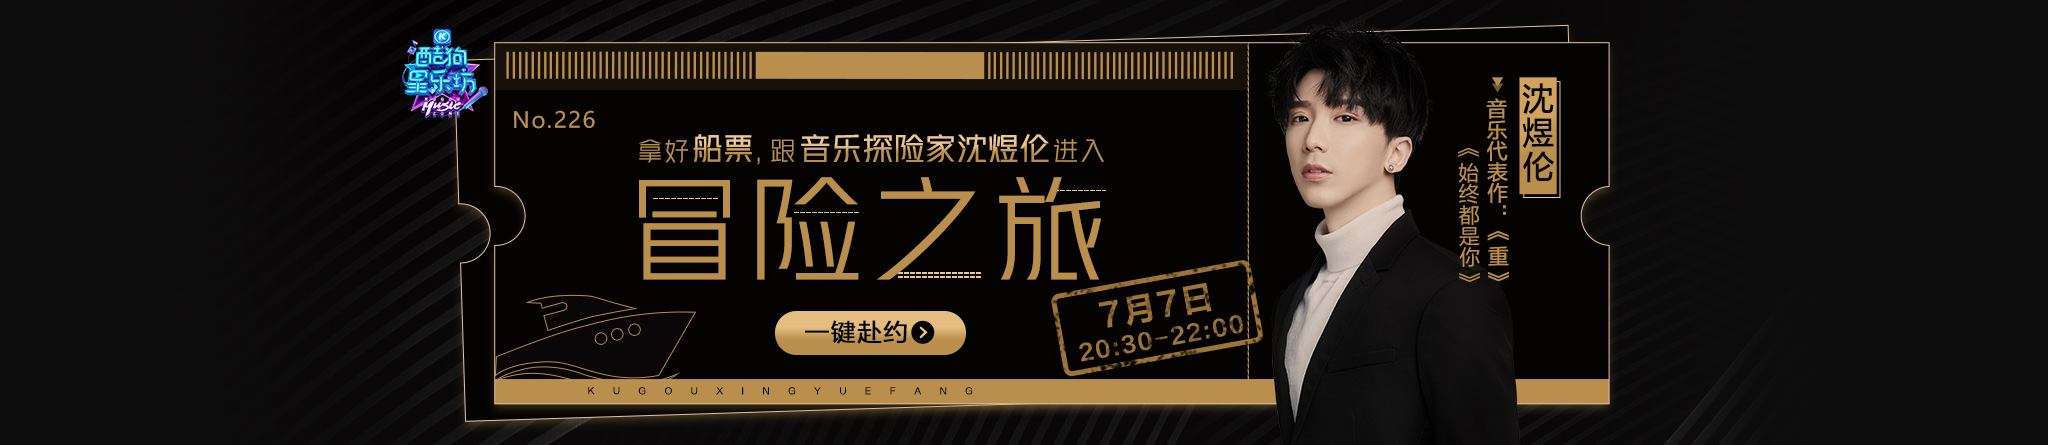 酷狗
星乐坊
Music
No.226
拿好船票,跟音乐探险家沈煜伦进入
冒险之旅
一键赴约
7月7日
20:30-22:00
KUGOUXINGYUEFANG
沈煜伦
音乐代表作：《重》
《始终都是你》